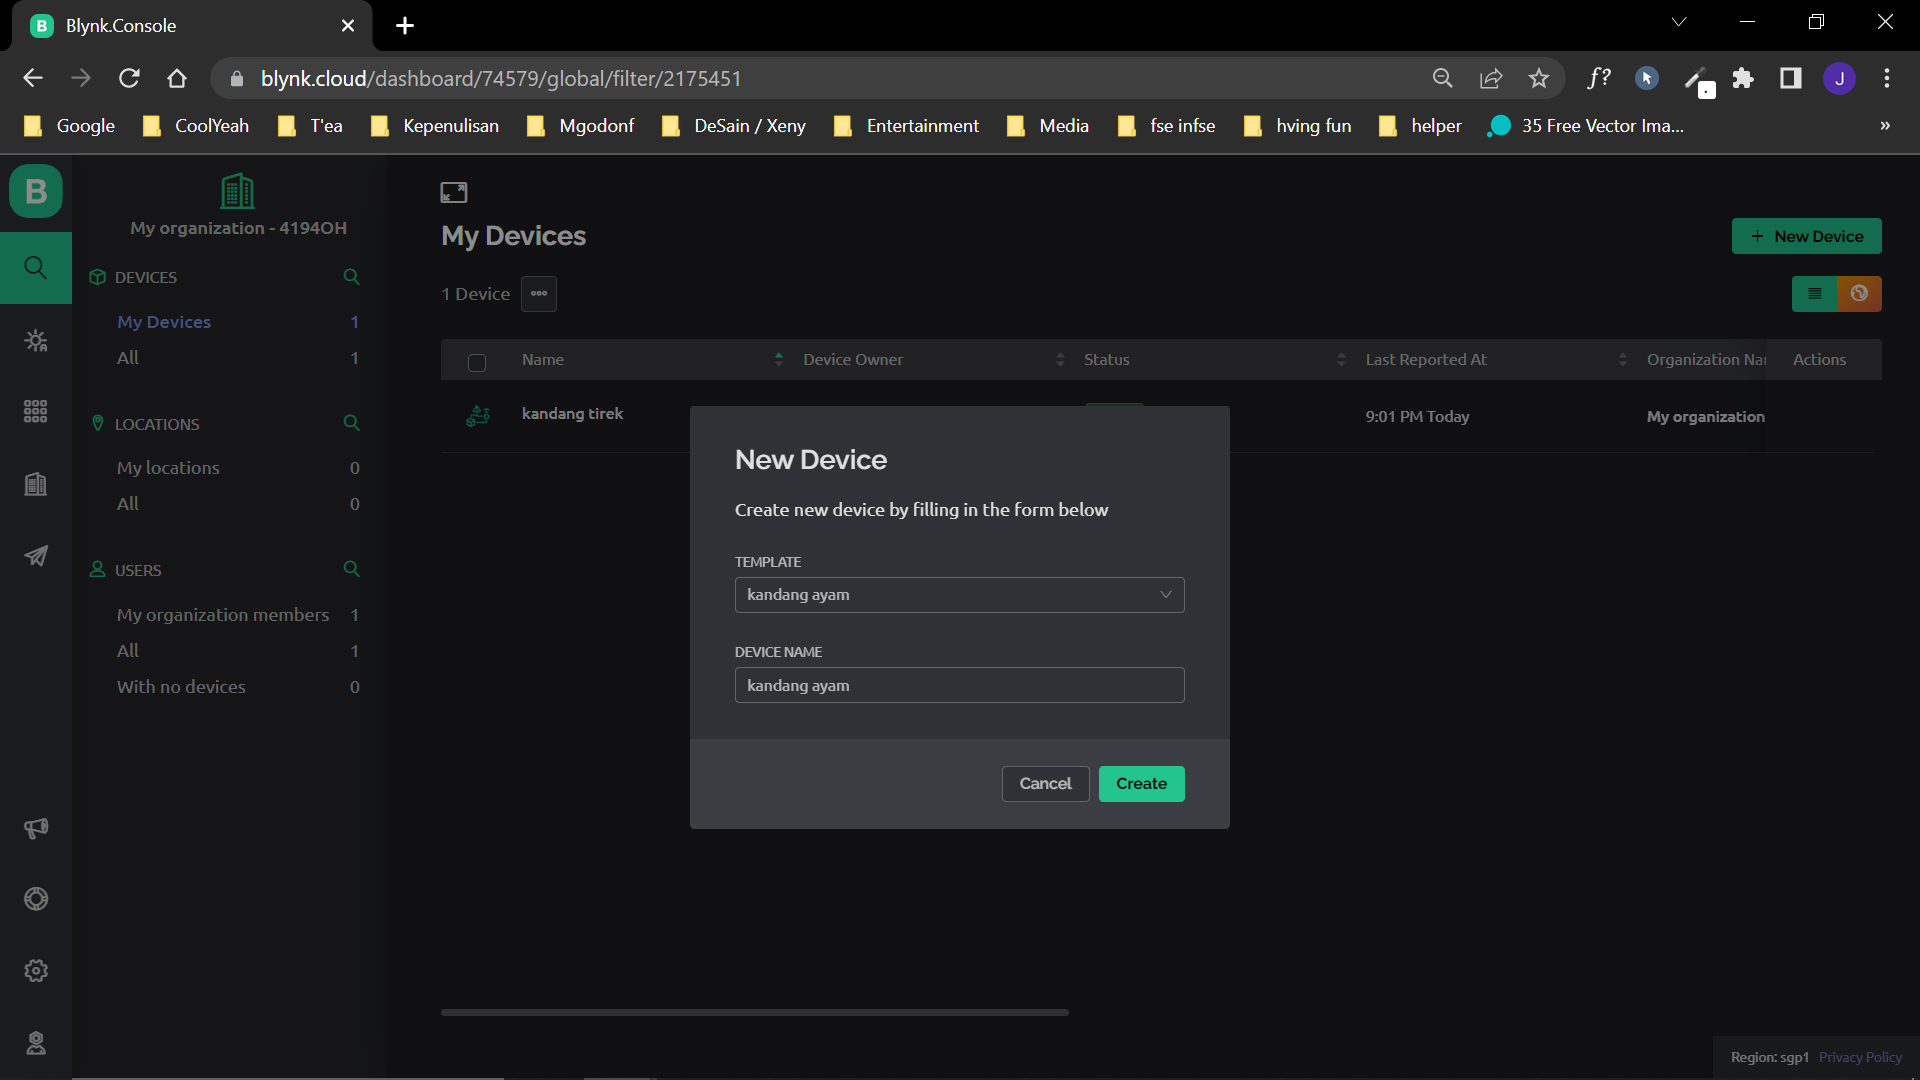 B Blynk.Console
blynk.cloud/dashboard/74579/global/filter/2175451
f? J
Google CoolYeah T'ea Kepenulisan Mgodonf DeSain / Xeny Entertainment Media fse infse hving fun helper 35 Free Vector Ima... »
B
My organization - 4194OH
DEVICES
My Devices 1
All 1
LOCATIONS
My locations 0
All 0
USERS
My organization members 1
All 1
With no devices 0
My Devices
+ New Device
1 Device
Name Device Owner Status Last Reported At Organization Nar Actions
kandang tirek 9:01 PM Today My organization
New Device
Create new device by filling in the form below
TEMPLATE
kandang ayam
DEVICE NAME
kandang ayam
Cancel Create
Region: sgp1 Privacy Policy